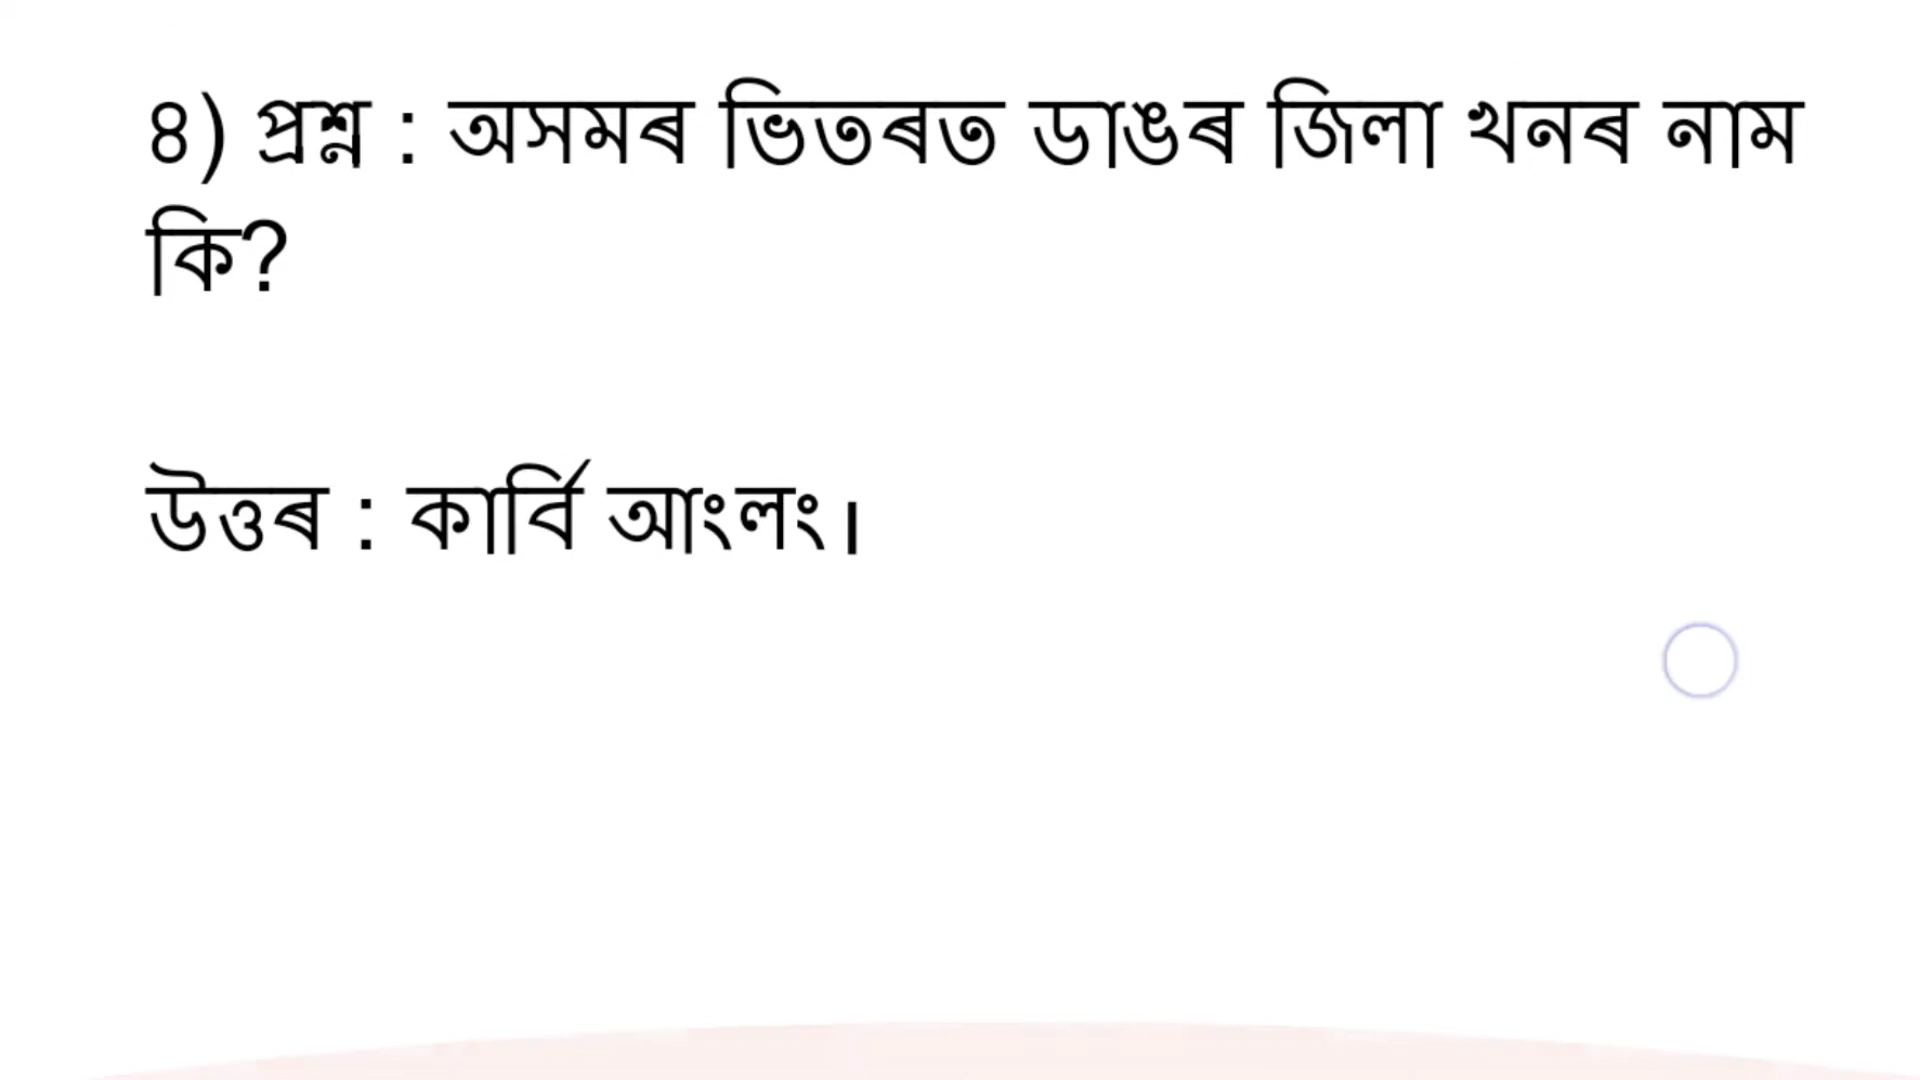 ৪) প্ৰশ্ন : অসমৰ ভিতৰত ডাঙৰ জিলা খনৰ নাম
কি?
উত্তৰ : কাৰ্বি আংলং।